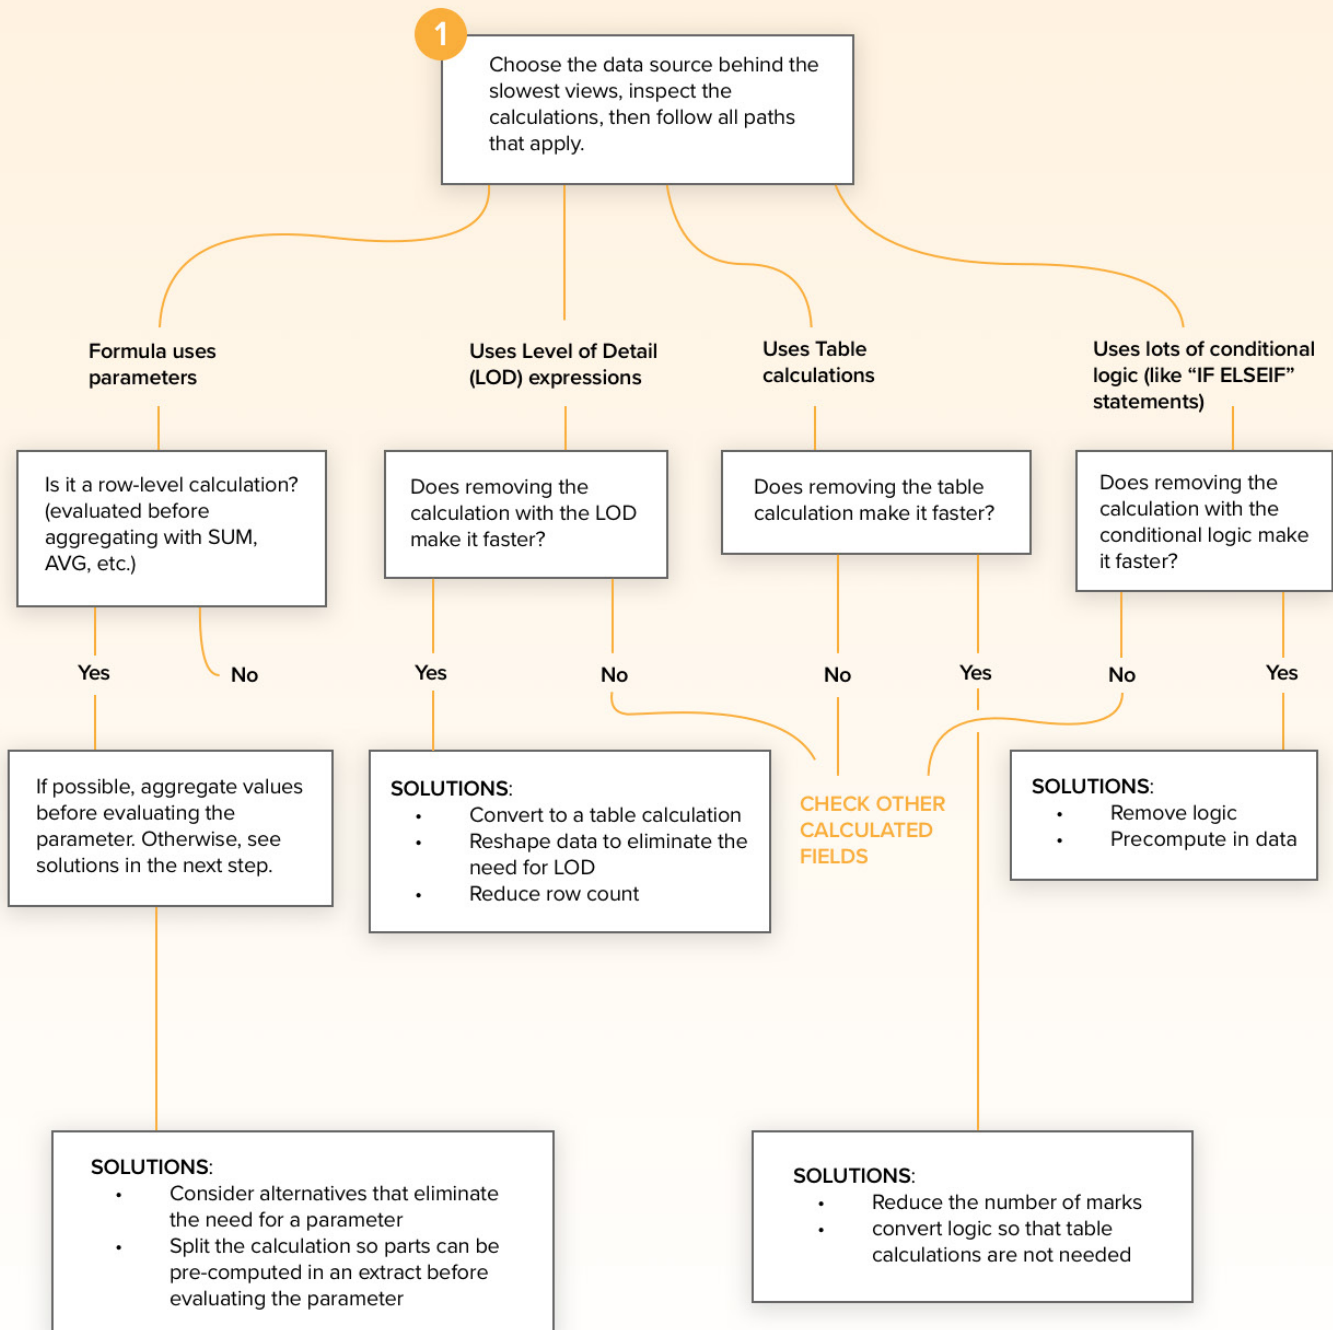 1
Choose the data source behind the
slowest views, inspect the
calculations, then follow all paths
that apply.
Formula uses
parameters
Uses Level of Detail
(LOD) expressions
Uses Table
calculations
Uses lots of conditional
logic (like “IF ELSEIF”
statements)
Is it a row-level calculation?
(evaluated before
aggregating with SUM,
AVG, etc.)
Does removing the
calculation with the LOD
make it faster?
Does removing the table
calculation make it faster?
Does removing the
calculation with the
conditional logic make
it faster?
Yes
No
Yes
No
No
Yes
No
Yes
If possible, aggregate values
before evaluating the
parameter. Otherwise, see
solutions in the next step.
SOLUTIONS:
• Convert to a table calculation
• Reshape data to eliminate the
need for LOD
• Reduce row count
CHECK OTHER
CALCULATED
FIELDS
SOLUTIONS:
• Remove logic
• Precompute in data
SOLUTIONS:
• Consider alternatives that eliminate
the need for a parameter
• Split the calculation so parts can be
pre-computed in an extract before
evaluating the parameter
SOLUTIONS:
• Reduce the number of marks
• convert logic so that table
calculations are not needed